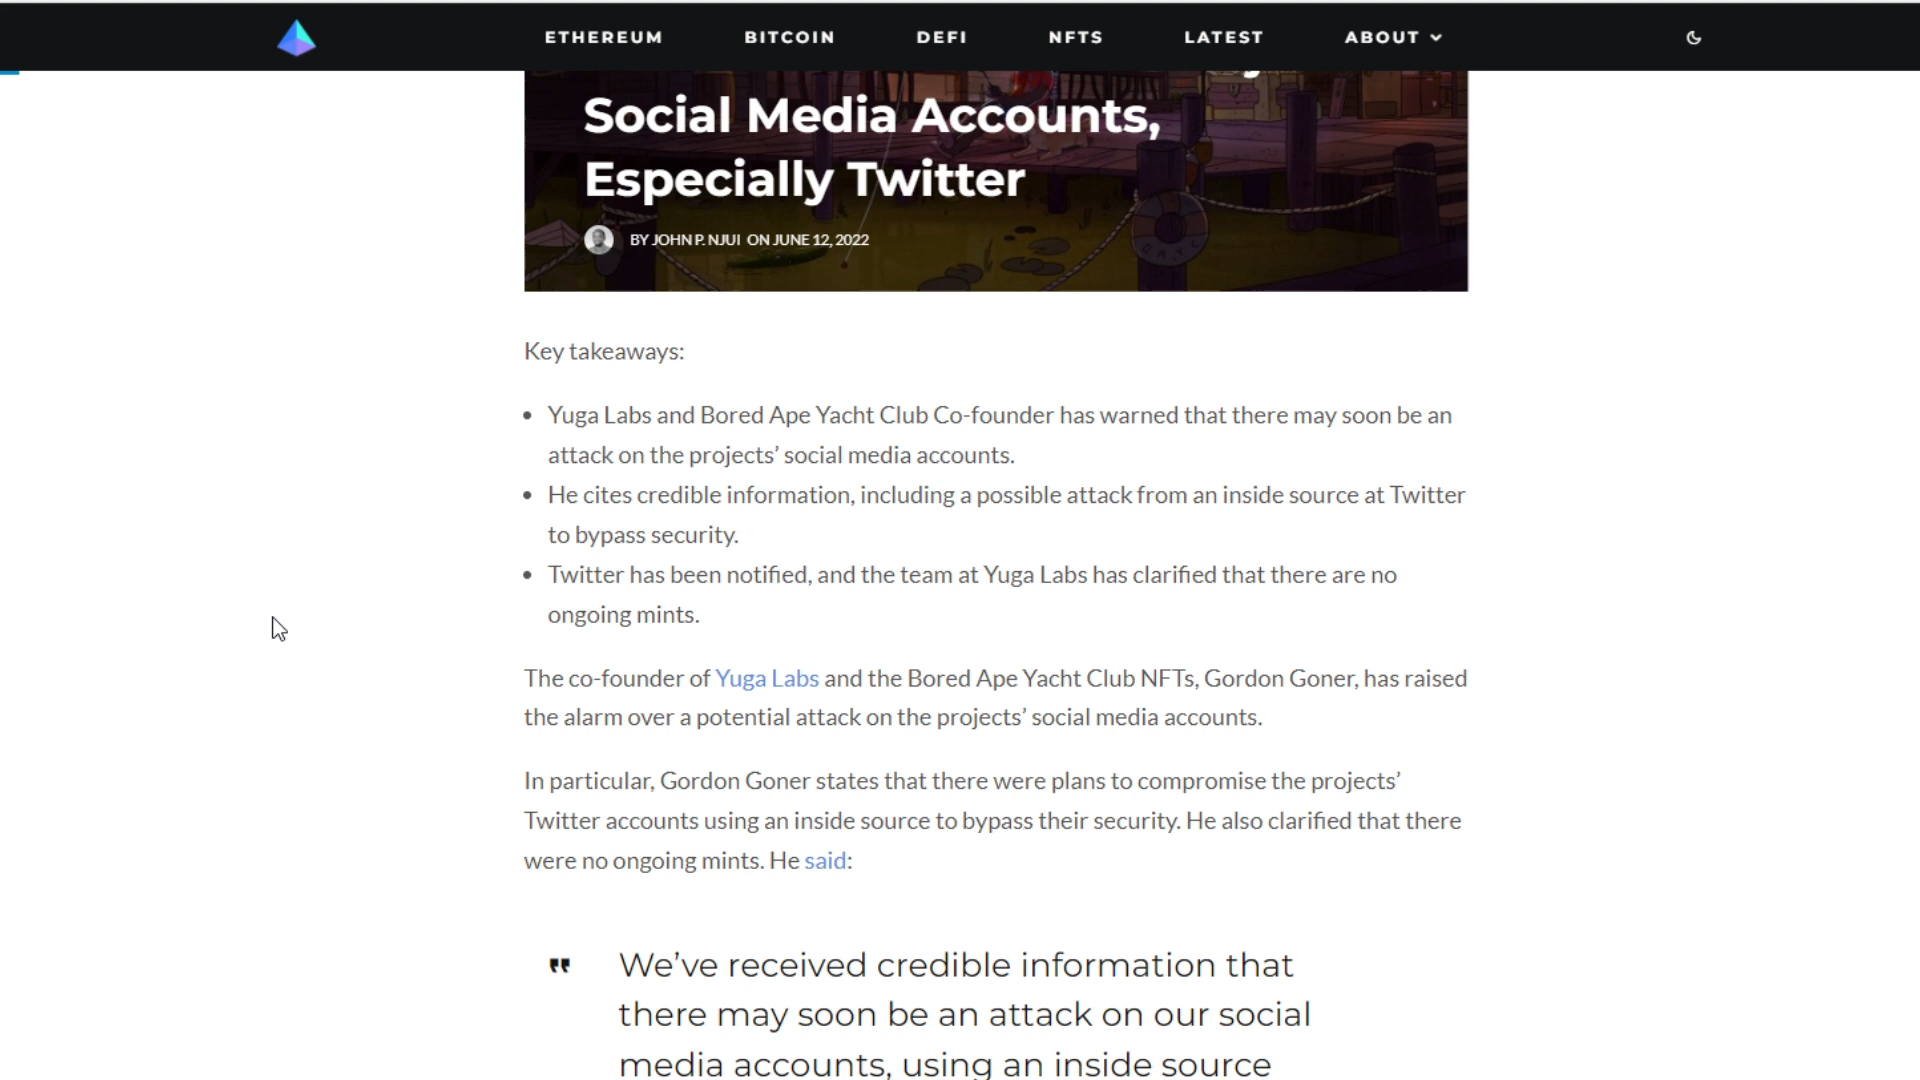 ETHEREUM BITCOIN DEFI NFTS LATEST ABOUT
Social Media Accounts,
Especially Twitter
BY JOHN P. NJUI ON JUNE 12, 2022
Key takeaways:
• Yuga Labs and Bored Ape Yacht Club Co-founder has warned that there may soon be an
attack on the projects’ social media accounts.
• He cites credible information, including a possible attack from an inside source at Twitter
to bypass security.
• Twitter has been notified, and the team at Yuga Labs has clarified that there are no
ongoing mints.
The co-founder of Yuga Labs and the Bored Ape Yacht Club NFTs, Gordon Goner, has raised
the alarm over a potential attack on the projects’ social media accounts.
In particular, Gordon Goner states that there were plans to compromise the projects’
Twitter accounts using an inside source to bypass their security. He also clarified that there
were no ongoing mints. He said:
" We’ve received credible information that
there may soon be an attack on our social
media accounts, using an inside source